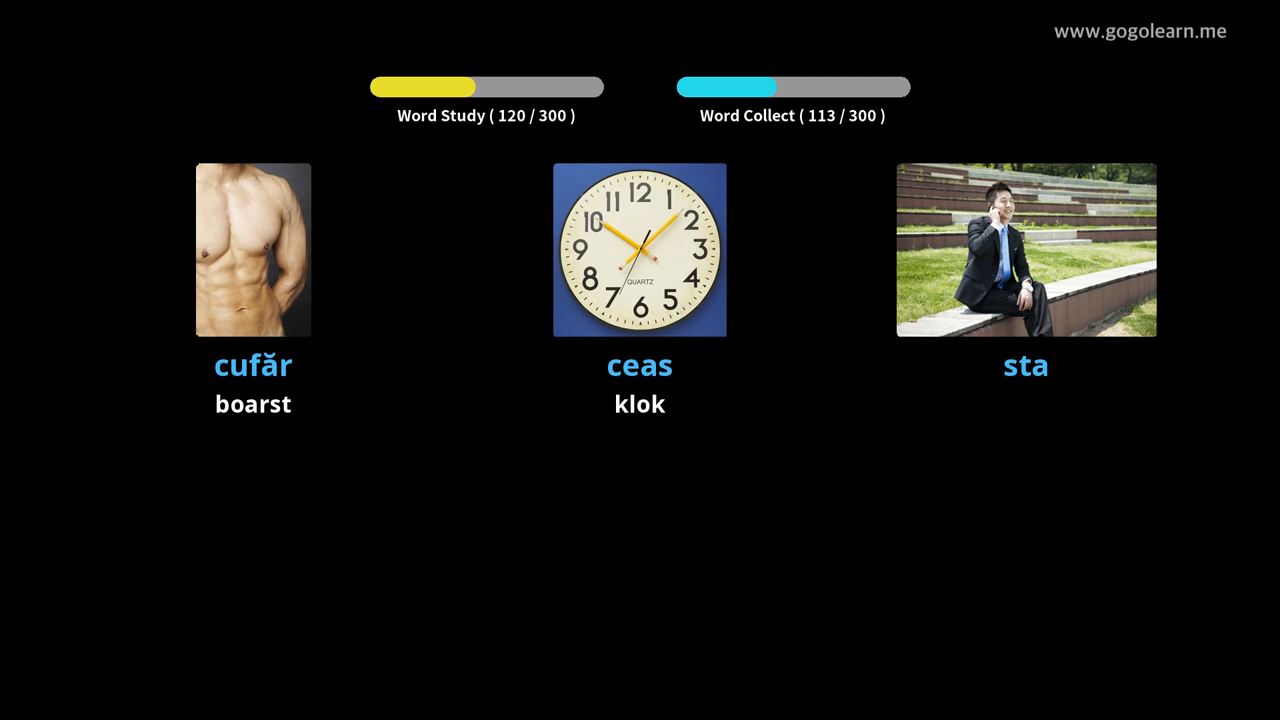 www.gogolearn.me
Word Study ( 120 / 300 )
Word Collect ( 113 / 300 )
12
11
1
10
2
9
3
8
4
QUARTZ
7
5
6
cufăr
ceas
sta
boarst
klok